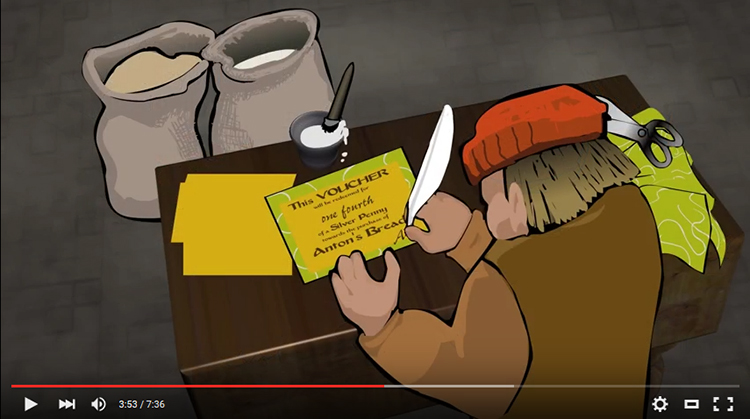 This VOUCHER
will be redeemed for
one fourth
of a Silver Penny
towards the purchase of
Anton's Bread
A
3:53 / 7:36